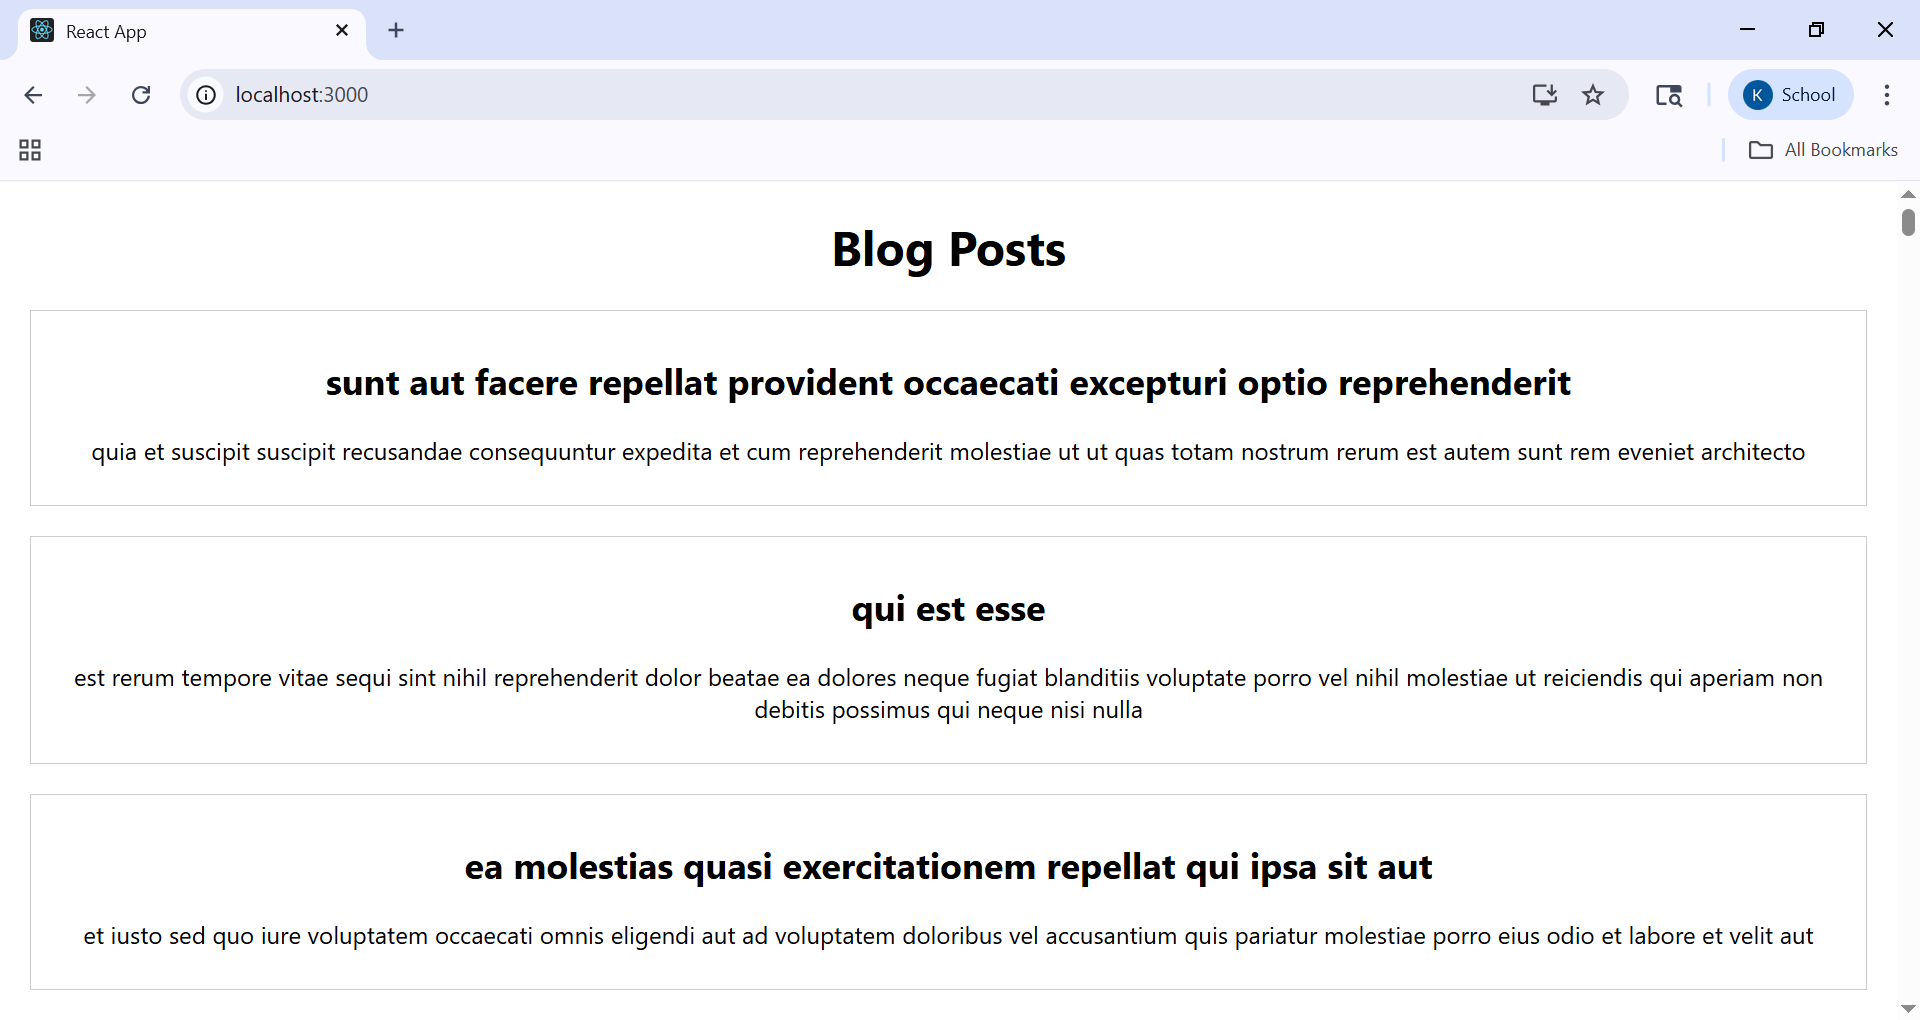 React App
localhost:3000
K School
All Bookmarks
Blog Posts
sunt aut facere repellat provident occaecati excepturi optio reprehenderit
quia et suscipit suscipit recusandae consequuntur expedita et cum reprehenderit molestiae ut ut quas totam nostrum rerum est autem sunt rem eveniet architecto
qui est esse
est rerum tempore vitae sequi sint nihil reprehenderit dolor beatae ea dolores neque fugiat blanditiis voluptate porro vel nihil molestiae ut reiciendis qui aperiam non
debitis possimus qui neque nisi nulla
ea molestias quasi exercitationem repellat qui ipsa sit aut
et iusto sed quo iure voluptatem occaecati omnis eligendi aut ad voluptatem doloribus vel accusantium quis pariatur molestiae porro eius odio et labore et velit aut